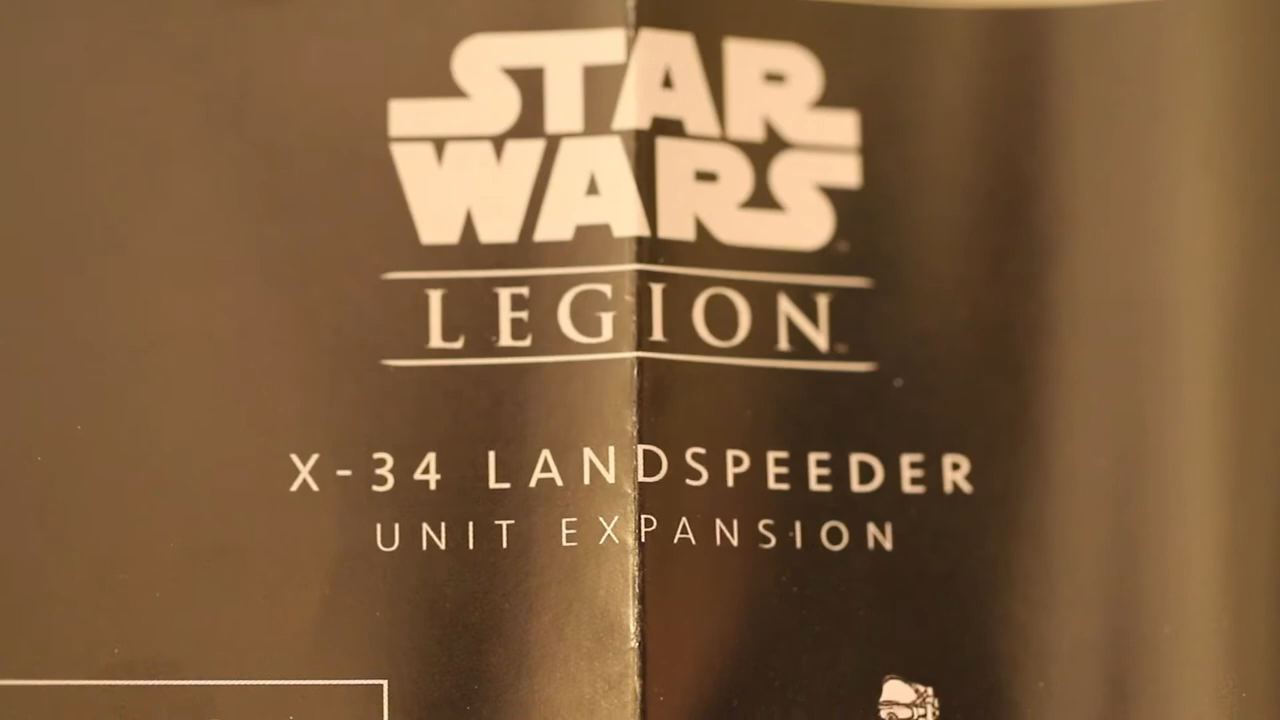 STAR
WARS
LEGION
X-34 LANDSPEEDER
UNIT EXPANSION